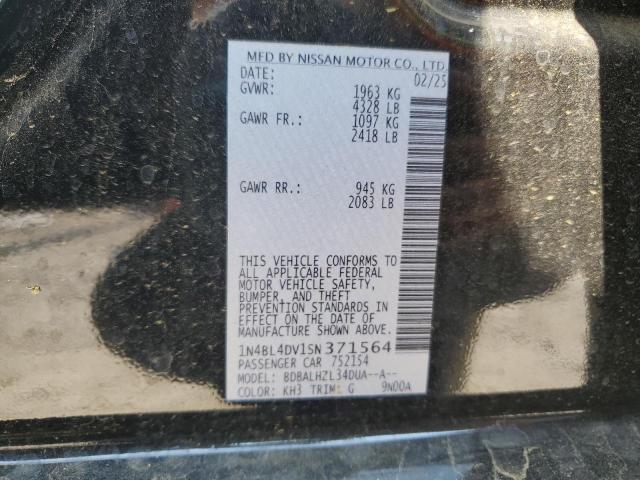 MFD BY NISSAN MOTOR CO., LTD.
DATE: 02/25
GVWR: 1963 KG
4328 LB
GAWR FR.: 1097 KG
2418 LB
GAWR RR.: 945 KG
2083 LB
THIS VEHICLE CONFORMS TO
ALL APPLICABLE FEDERAL
MOTOR VEHICLE SAFETY,
BUMPER, AND THEFT
PREVENTION STANDARDS IN
EFFECT ON THE DATE OF
MANUFACTURE SHOWN ABOVE.
1N4BL4DV1SN371564
PASSENGER CAR 752154
MODEL: BDBALHZL34DUA--A--
COLOR: KH3 TRIM: G 9N00A